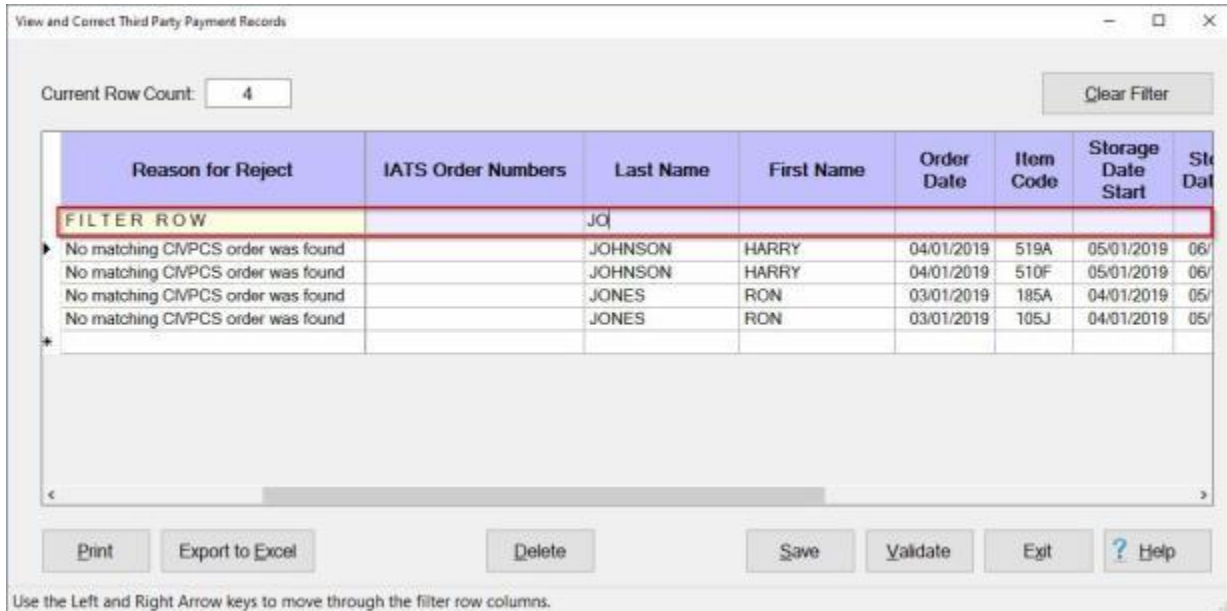 View and Correct Third Party Payment Records
Current Row Count: 4 Clear Filter
Reason for Reject IATS Order Numbers Last Name First Name Order Date Item Code Storage Date Start Sto Dat
FILTER ROW JO
No matching CIVPCS order was found JOHNSON HARRY 04/01/2019 519A 05/01/2019 06/
No matching CIVPCS order was found JOHNSON HARRY 04/01/2019 510F 05/01/2019 06/
No matching CIVPCS order was found JONES RON 03/01/2019 185A 04/01/2019 05/
No matching CIVPCS order was found JONES RON 03/01/2019 105J 04/01/2019 05/
Print Export to Excel Delete Save Validate Exit ? Help
Use the Left and Right Arrow keys to move through the filter row columns.